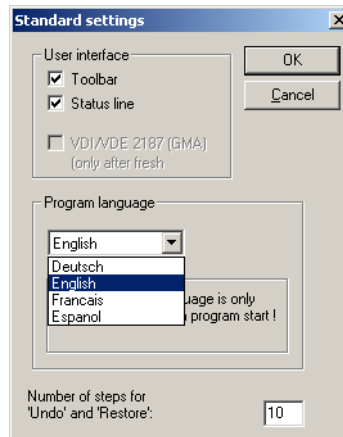 Standard settings
User interface
OK
Toolbar
Status line
Cancel
VDI/VDE 2187 (GMA)
(only after fresh
Program language
English
Deutsch
English
Francais
Espanol
uage is only
program start !
Number of steps for
'Undo' and 'Restore':
10